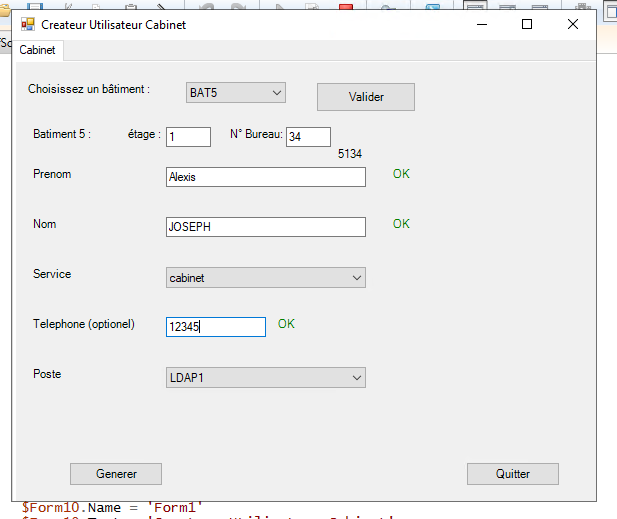 Createur Utilisateur Cabinet
Cabinet
Choisissez un bâtiment : BAT5 Valider
Batiment 5 : étage : 1 N° Bureau: 34
5134
Prenom Alexis OK
Nom JOSEPH OK
Service cabinet
Telephone (optionel) 12345 OK
Poste LDAP1
Generer Quitter
$Form10.Name = 'Form1'